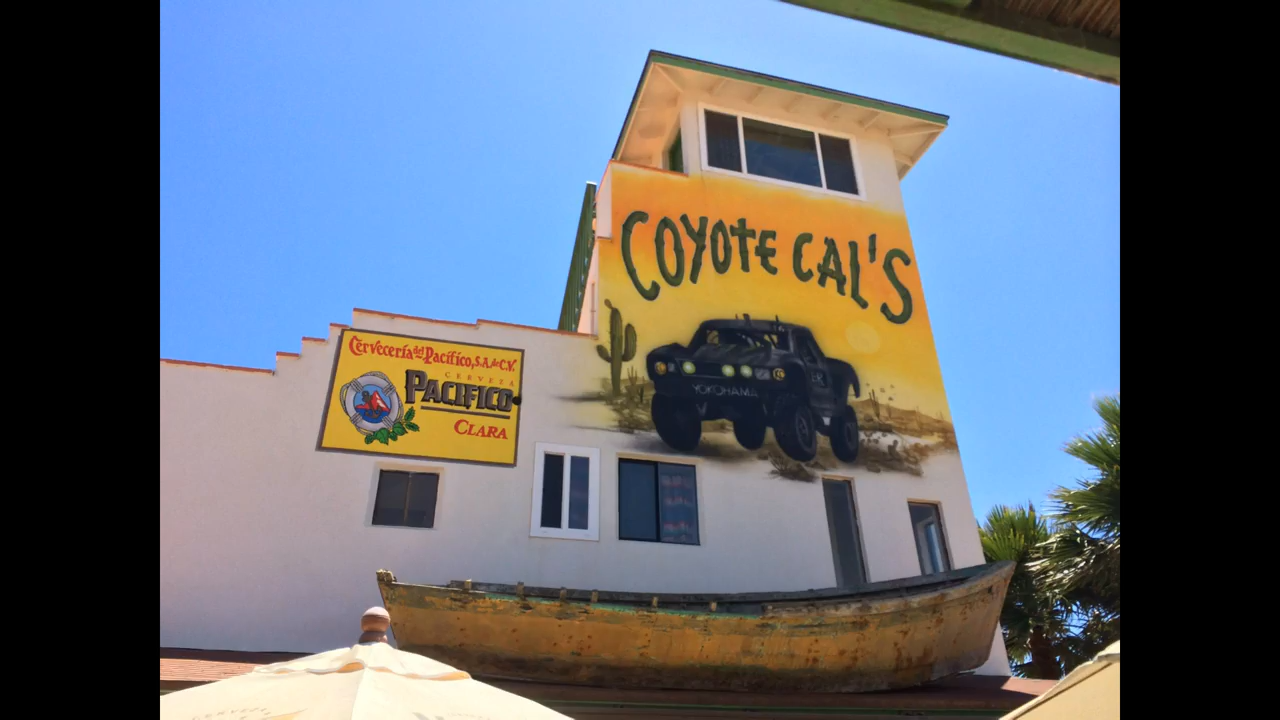 COYOTE CAL'S
Cervecería del Pacífico, S.A. de C.V.
CERVEZA
PACIFICO
CLARA
YOKOHAMA